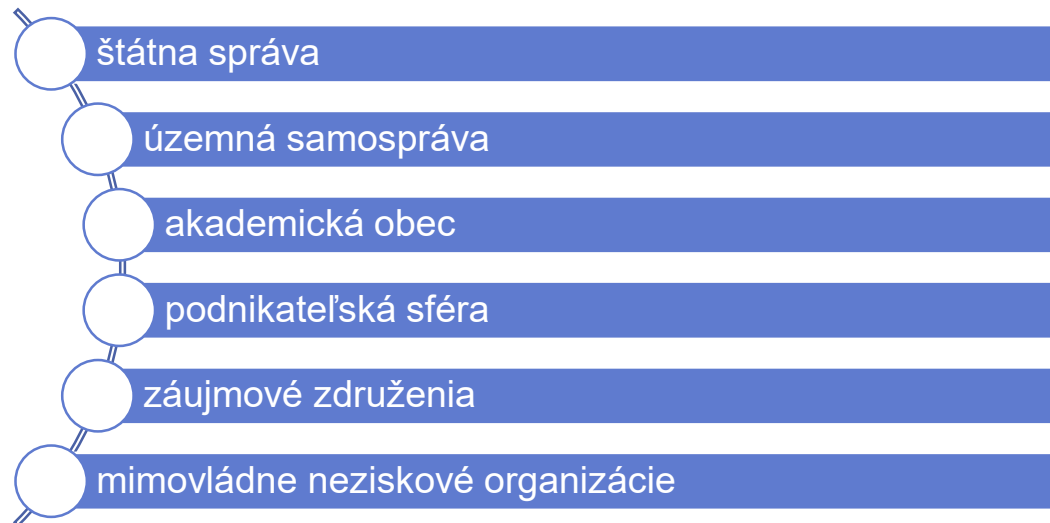 štátna správa
územná samospráva
akademická obec
podnikateľská sféra
záujmové združenia
mimovládne neziskové organizácie